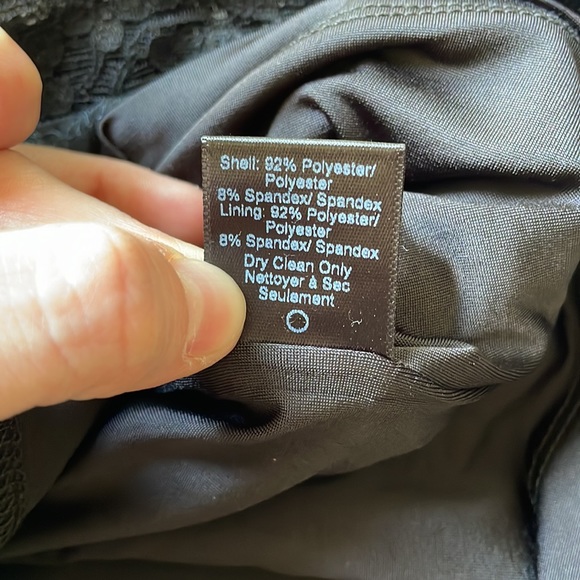 Shell: 92% Polyester/
Polyester
8% Spandex/ Spandex
Lining: 92% Polyester/
Polyester
8% Spandex/ Spandex
Dry Clean Only
Nettoyer à Sec
Seulement